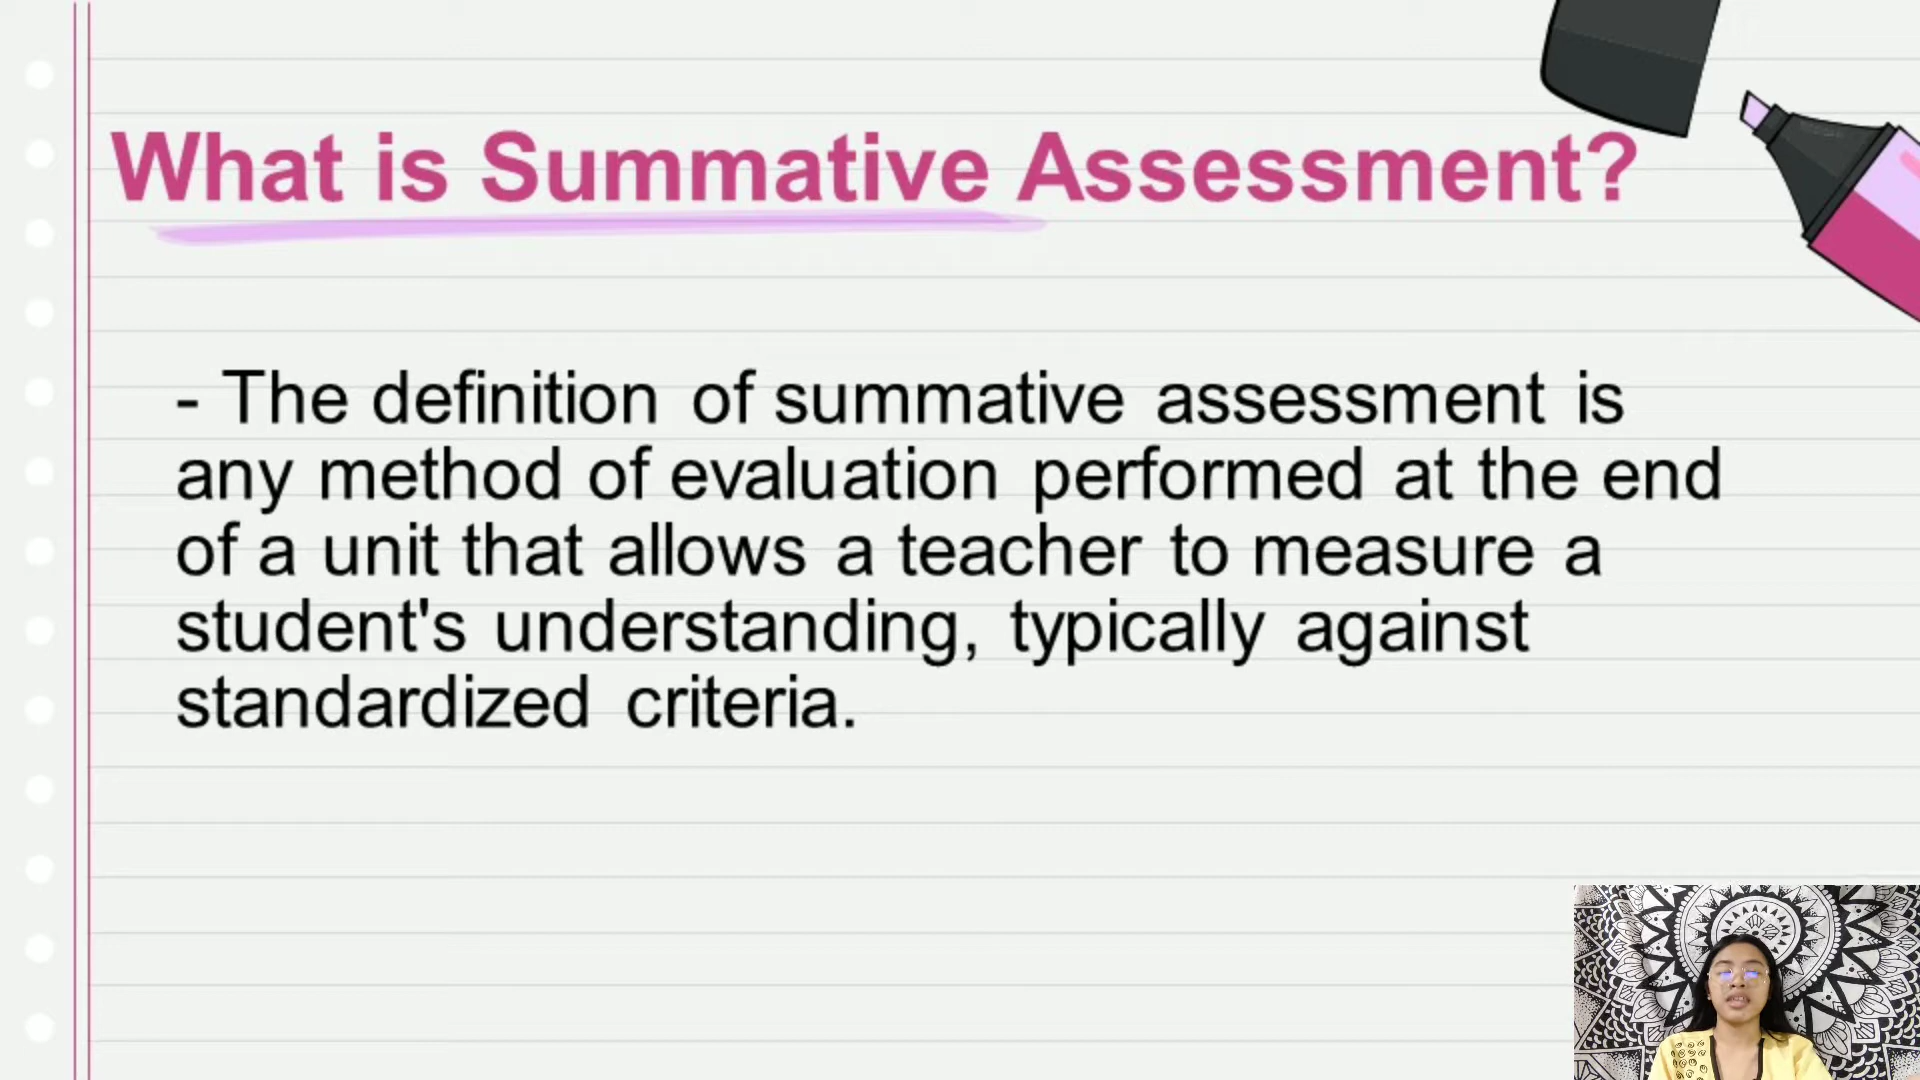 What is Summative Assessment?
- The definition of summative assessment is
any method of evaluation performed at the end
of a unit that allows a teacher to measure a
student's understanding, typically against
standardized criteria.